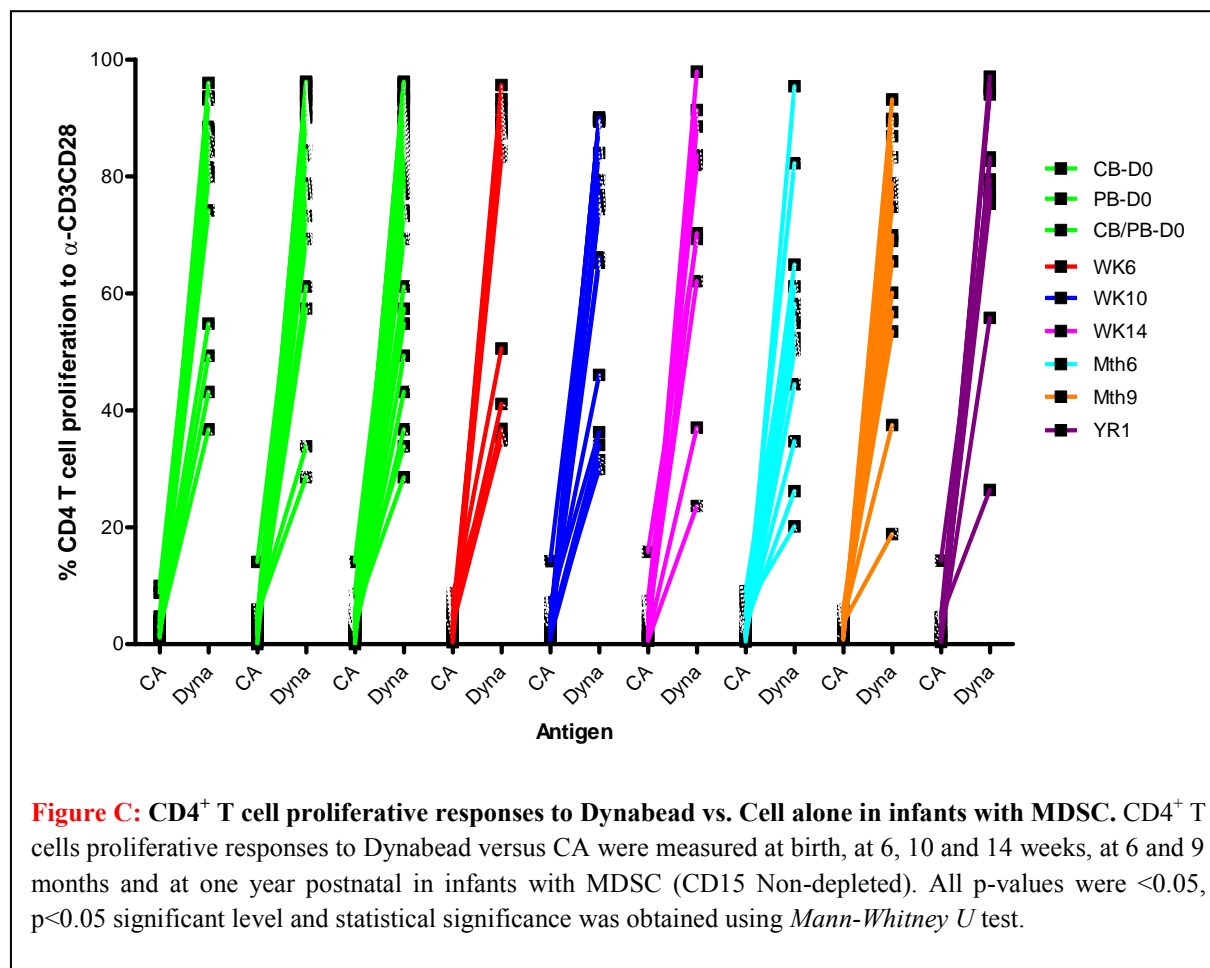 % CD4 T cell proliferation to α-CD3CD28
100
80
60
40
20
0
CA Dyna CA Dyna CA Dyna CA Dyna CA Dyna CA Dyna CA Dyna CA Dyna CA Dyna
Antigen
CB-D0
PB-D0
CB/PB-D0
WK6
WK10
WK14
Mth6
Mth9
YR1
Figure C: CD4+ T cell proliferative responses to Dynabead vs. Cell alone in infants with MDSC. CD4+ T
cells proliferative responses to Dynabead versus CA were measured at birth, at 6, 10 and 14 weeks, at 6 and 9
months and at one year postnatal in infants with MDSC (CD15 Non-depleted). All p-values were <0.05,
p<0.05 significant level and statistical significance was obtained using Mann-Whitney U test.